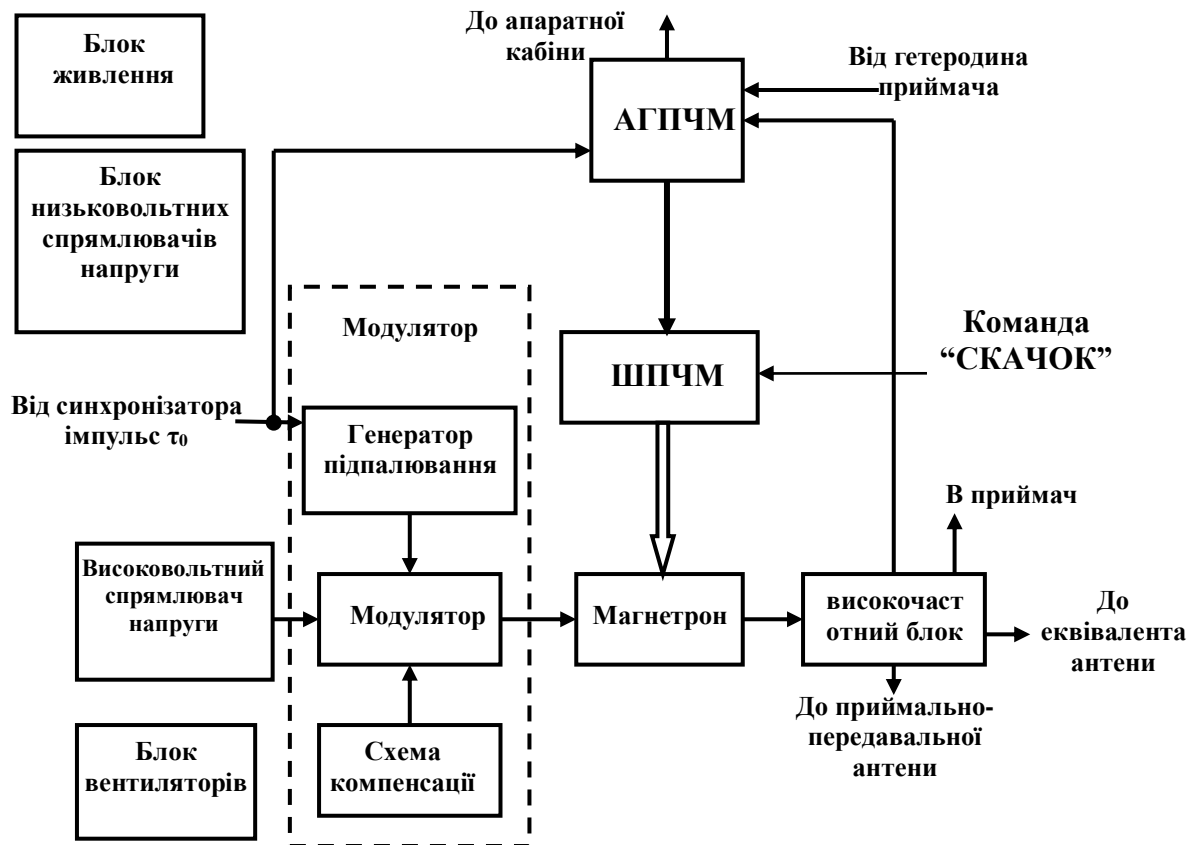 До апаратної
кабіни
Блок
живлення
Від гетеродина
приймача
АГПЧМ
Блок
низьковольтних
спрямлювачів
напруги
Модулятор
Команда
“СКАЧОК”
ШПЧМ
Від синхронізатора
імпульс τ₀
Генератор
підпалювання
В приймач
Високовольтний
спрямлювач
напруги
Модулятор
Магнетрон
високочаст
отний блок
До
еквівалента
антени
До приймально-
передавальної
антени
Блок
вентиляторів
Схема
компенсації